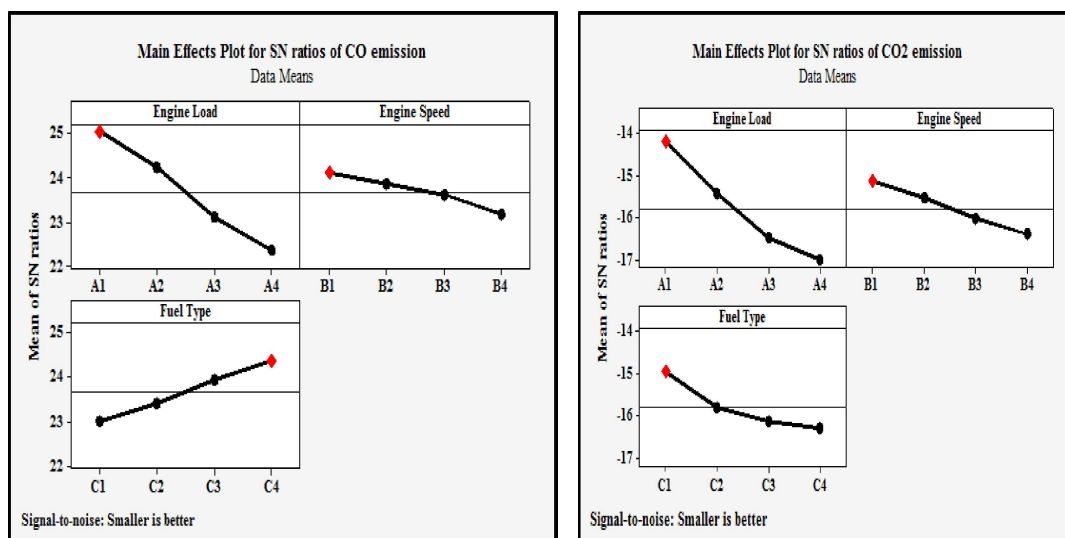 Main Effects Plot for SN ratios of CO emission
Data Means
Engine Load
Engine Speed
Mean of SN ratios
25
24
23
22
A1 A2 A3 A4
B1 B2 B3 B4
Fuel Type
25
24
23
22
C1 C2 C3 C4
Signal-to-noise: Smaller is better
Main Effects Plot for SN ratios of CO2 emission
Data Means
Engine Load
Engine Speed
Mean of SN ratios
-14
-15
-16
-17
A1 A2 A3 A4
B1 B2 B3 B4
Fuel Type
-14
-15
-16
-17
C1 C2 C3 C4
Signal-to-noise: Smaller is better